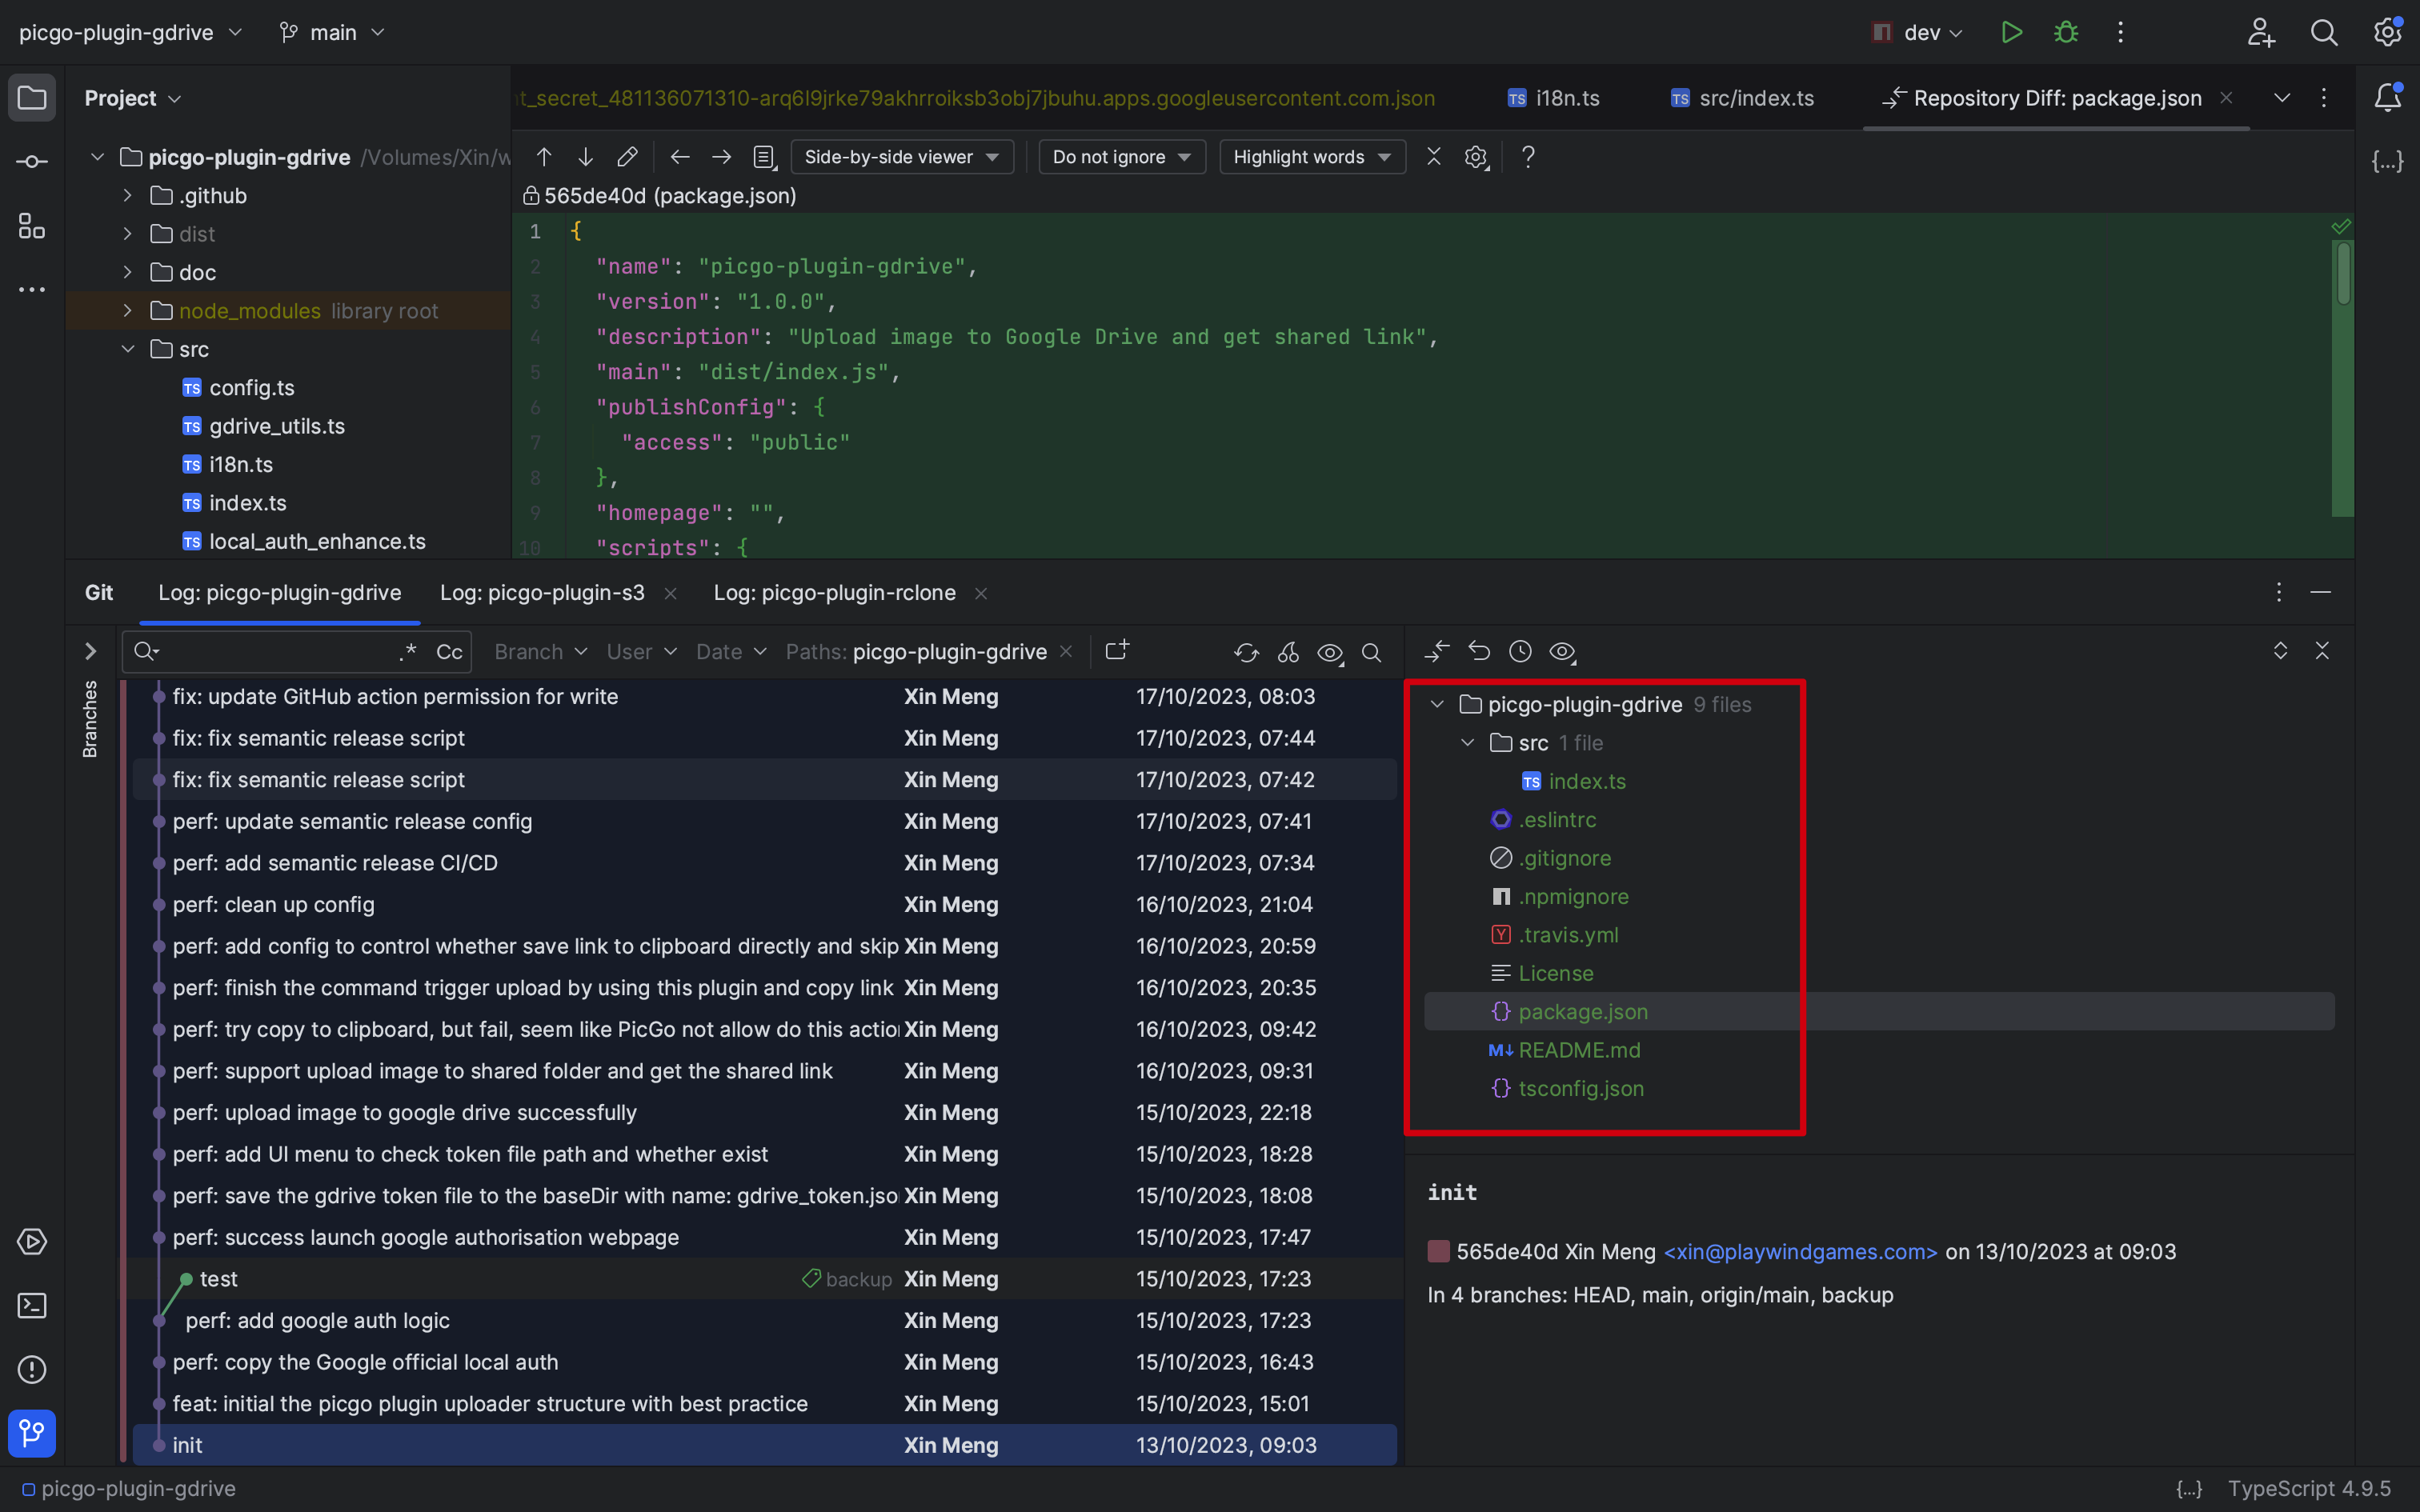 picgo-plugin-gdrive main dev
Project
t_secret_481136071310-arq6l9jrke79akhrroiksb3obj7jbuhu.apps.googleusercontent.com.json i18n.ts src/index.ts Repository Diff: package.json
picgo-plugin-gdrive /Volumes/Xin/w
.github
dist
doc
node_modules library root
src
config.ts
gdrive_utils.ts
i18n.ts
index.ts
local_auth_enhance.ts
Side-by-side viewer Do not ignore Highlight words ?
565de40d (package.json)
1 {
2 "name": "picgo-plugin-gdrive",
3 "version": "1.0.0",
4 "description": "Upload image to Google Drive and get shared link",
5 "main": "dist/index.js",
6 "publishConfig": {
7 "access": "public"
8 },
9 "homepage": "",
10 "scripts": {
Git Log: picgo-plugin-gdrive Log: picgo-plugin-s3 Log: picgo-plugin-rclone
Branches
.* Cc Branch User Date Paths: picgo-plugin-gdrive
fix: update GitHub action permission for write Xin Meng 17/10/2023, 08:03
fix: fix semantic release script Xin Meng 17/10/2023, 07:44
fix: fix semantic release script Xin Meng 17/10/2023, 07:42
perf: update semantic release config Xin Meng 17/10/2023, 07:41
perf: add semantic release CI/CD Xin Meng 17/10/2023, 07:34
perf: clean up config Xin Meng 16/10/2023, 21:04
perf: add config to control whether save link to clipboard directly and skip Xin Meng 16/10/2023, 20:59
perf: finish the command trigger upload by using this plugin and copy link Xin Meng 16/10/2023, 20:35
perf: try copy to clipboard, but fail, seem like PicGo not allow do this actio Xin Meng 16/10/2023, 09:42
perf: support upload image to shared folder and get the shared link Xin Meng 16/10/2023, 09:31
perf: upload image to google drive successfully Xin Meng 15/10/2023, 22:18
perf: add UI menu to check token file path and whether exist Xin Meng 15/10/2023, 18:28
perf: save the gdrive token file to the baseDir with name: gdrive_token.jso Xin Meng 15/10/2023, 18:08
perf: success launch google authorisation webpage Xin Meng 15/10/2023, 17:47
test backup Xin Meng 15/10/2023, 17:23
perf: add google auth logic Xin Meng 15/10/2023, 17:23
perf: copy the Google official local auth Xin Meng 15/10/2023, 16:43
feat: initial the picgo plugin uploader structure with best practice Xin Meng 15/10/2023, 15:01
init Xin Meng 13/10/2023, 09:03
picgo-plugin-gdrive 9 files
src 1 file
index.ts
.eslintrc
.gitignore
.npmignore
.travis.yml
License
package.json
README.md
tsconfig.json
init
565de40d Xin Meng <xin@playwindgames.com> on 13/10/2023 at 09:03
In 4 branches: HEAD, main, origin/main, backup
picgo-plugin-gdrive {...} TypeScript 4.9.5